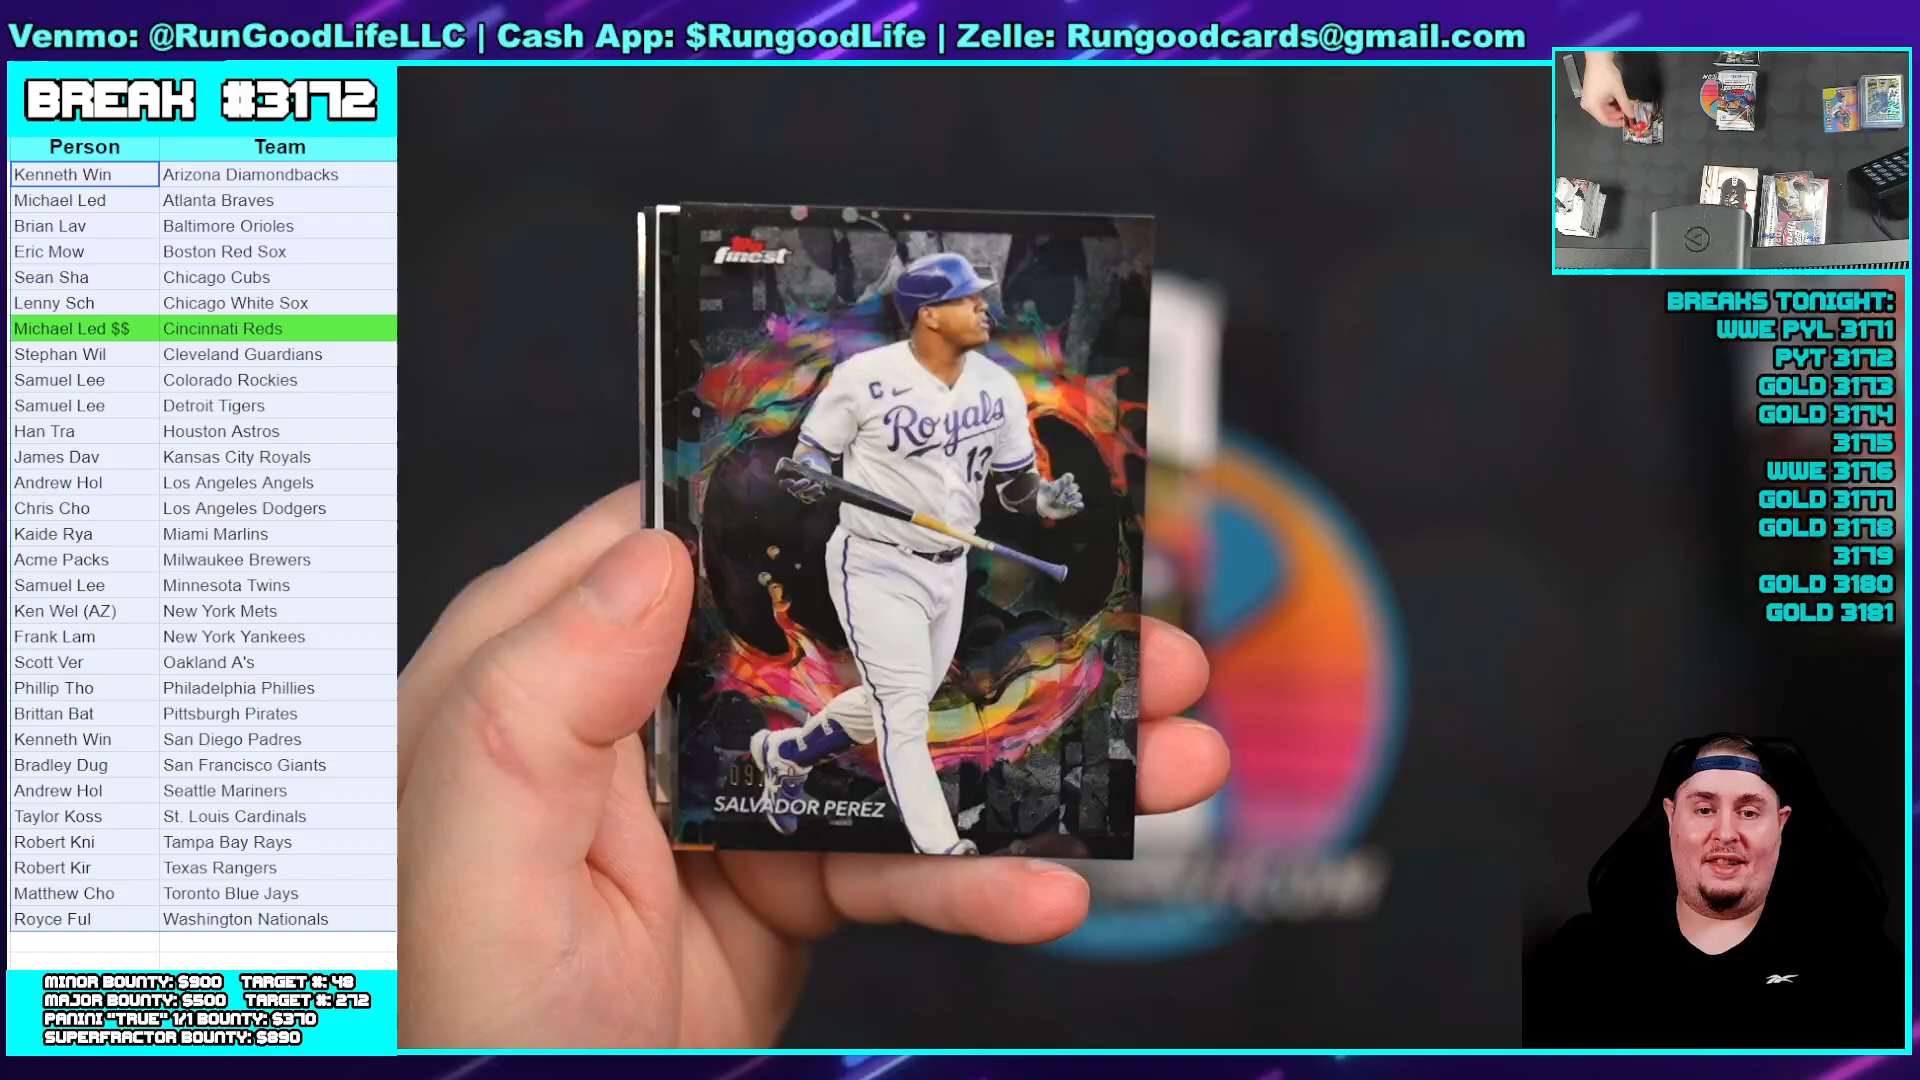 Venmo: @RunGoodLifeLLC | Cash App: $RungoodLife | Zelle: Rungoodcards@gmail.com
BREAK #3172
Person Team
Kenneth Win Arizona Diamondbacks
Michael Led Atlanta Braves
Brian Lav Baltimore Orioles
Eric Mow Boston Red Sox
Sean Sha Chicago Cubs
Lenny Sch Chicago White Sox
Michael Led $$ Cincinnati Reds
Stephan Wil Cleveland Guardians
Samuel Lee Colorado Rockies
Samuel Lee Detroit Tigers
Han Tra Houston Astros
James Dav Kansas City Royals
Andrew Hol Los Angeles Angels
Chris Cho Los Angeles Dodgers
Kaide Rya Miami Marlins
Acme Packs Milwaukee Brewers
Samuel Lee Minnesota Twins
Ken Wel (AZ) New York Mets
Frank Lam New York Yankees
Scott Ver Oakland A's
Phillip Tho Philadelphia Phillies
Brittan Bat Pittsburgh Pirates
Kenneth Win San Diego Padres
Bradley Dug San Francisco Giants
Andrew Hol Seattle Mariners
Taylor Koss St. Louis Cardinals
Robert Kni Tampa Bay Rays
Robert Kir Texas Rangers
Matthew Cho Toronto Blue Jays
Royce Ful Washington Nationals
MINOR BOUNTY: $900 TARGET #: 48
MAJOR BOUNTY: $500 TARGET #: 272
PANINI "TRUE" 1/1 BOUNTY: $370
SUPERFRACTOR BOUNTY: $890
finest
C
Royals
13
SALVADOR PEREZ
BREAKS TONIGHT:
WWE PYL 3171
PYT 3172
GOLD 3173
GOLD 3174
3175
WWE 3176
GOLD 3177
GOLD 3178
3179
GOLD 3180
GOLD 3181